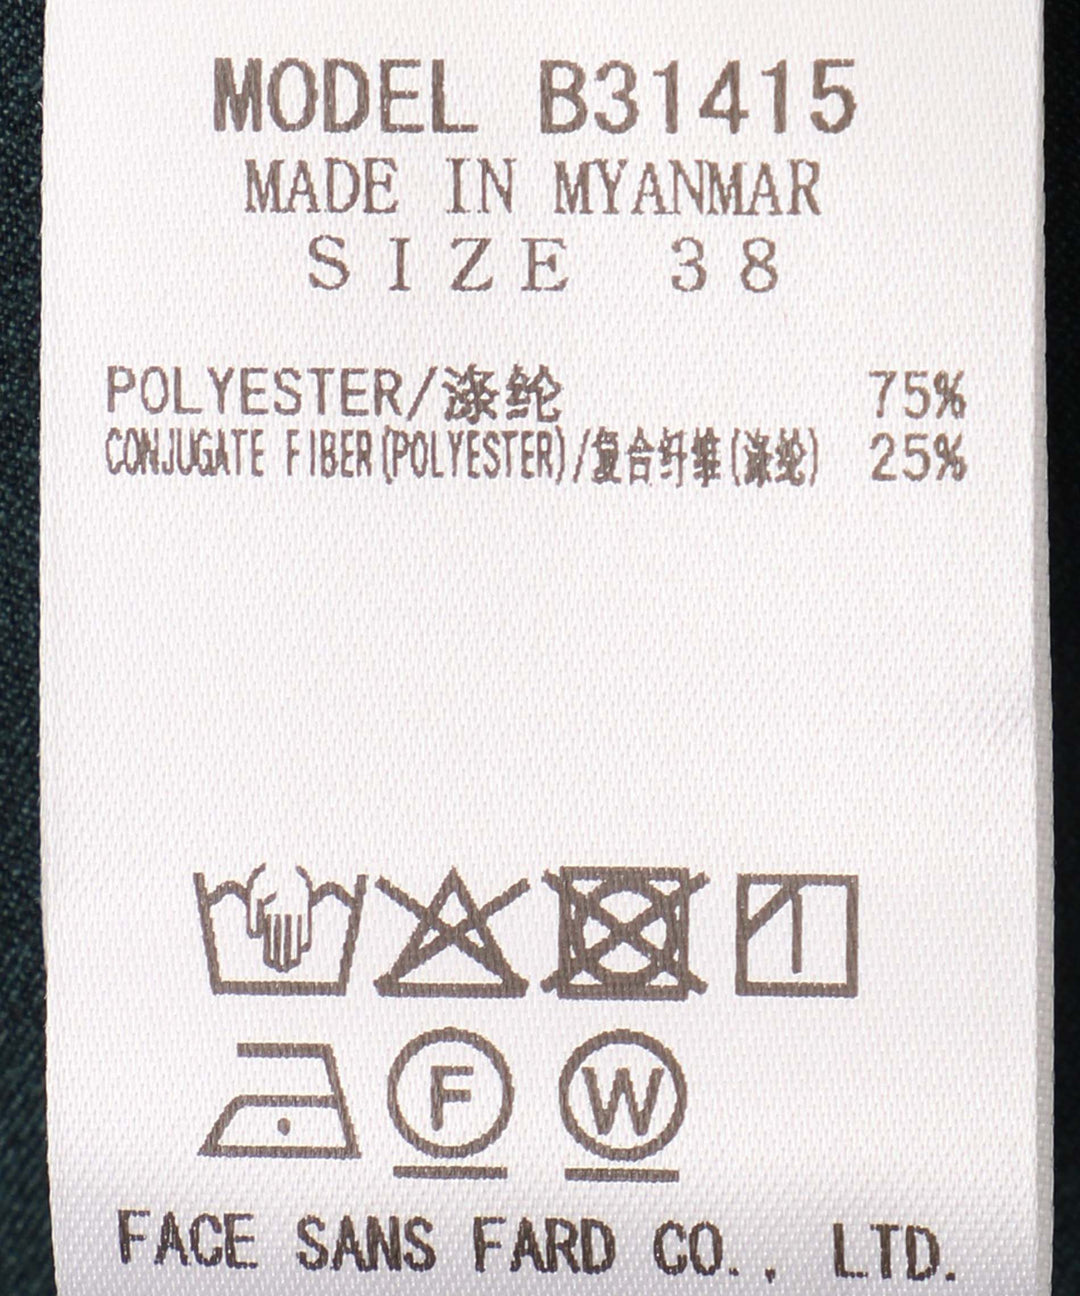 MODEL B31415
MADE IN MYANMAR
SIZE 38
POLYESTER/涤纶 75%
CONJUGATE FIBER(POLYESTER)/复合纤维(涤纶) 25%
F W
FACE SANS FARD CO., LTD.